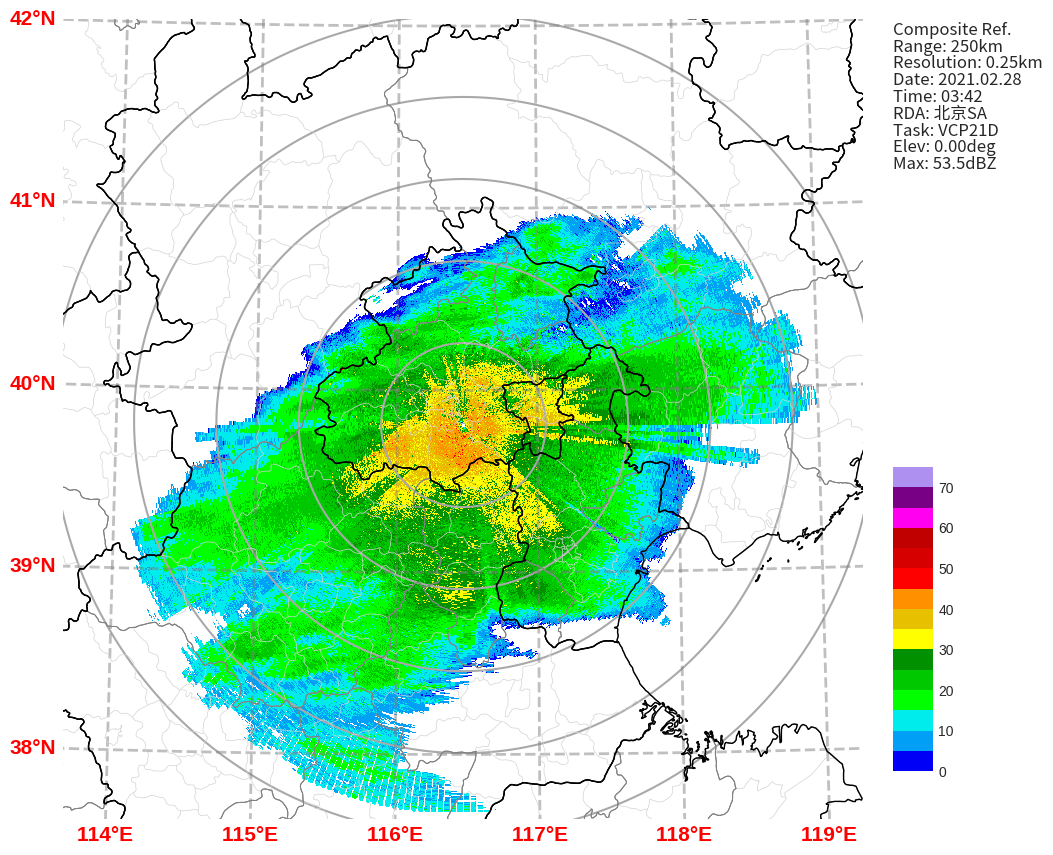 42°N
41°N
40°N
39°N
38°N
114°E
115°E
116°E
117°E
118°E
119°E
Composite Ref.
Range: 250km
Resolution: 0.25km
Date: 2021.02.28
Time: 03:42
RDA: 北京SA
Task: VCP21D
Elev: 0.00deg
Max: 53.5dBZ
70
60
50
40
30
20
10
0